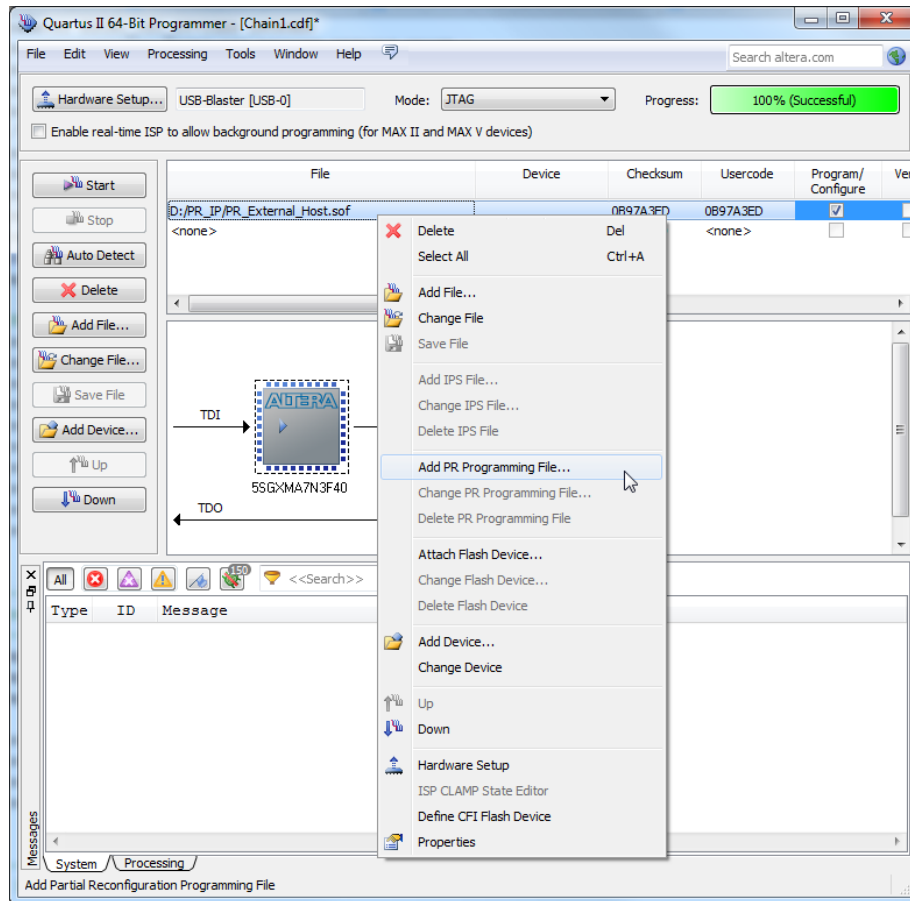 Quartus II 64-Bit Programmer - [Chain1.cdf]*
File Edit View Processing Tools Window Help
Search altera.com
Hardware Setup... USB-Blaster [USB-0] Mode: JTAG Progress: 100% (Successful)
Enable real-time ISP to allow background programming (for MAX II and MAX V devices)
Start
Stop
Auto Detect
Delete
Add File...
Change File...
Save File
Add Device...
Up
Down
File Device Checksum Usercode Program/ Configure Ver
D:/PR_IP/PR_External_Host.sof 0B97A3ED 0B97A3ED
<none> <none>
TDI
ALTERA
5SGXMA7N3F40
TDO
Delete Del
Select All Ctrl+A
Add File...
Change File
Save File
Add IPS File...
Change IPS File...
Delete IPS File
Add PR Programming File...
Change PR Programming File...
Delete PR Programming File
Attach Flash Device...
Change Flash Device...
Delete Flash Device
Add Device...
Change Device
Up
Down
Hardware Setup
ISP CLAMP State Editor
Define CFI Flash Device
Properties
All 150 <<Search>>
Type ID Message
Messages
System Processing
Add Partial Reconfiguration Programming File